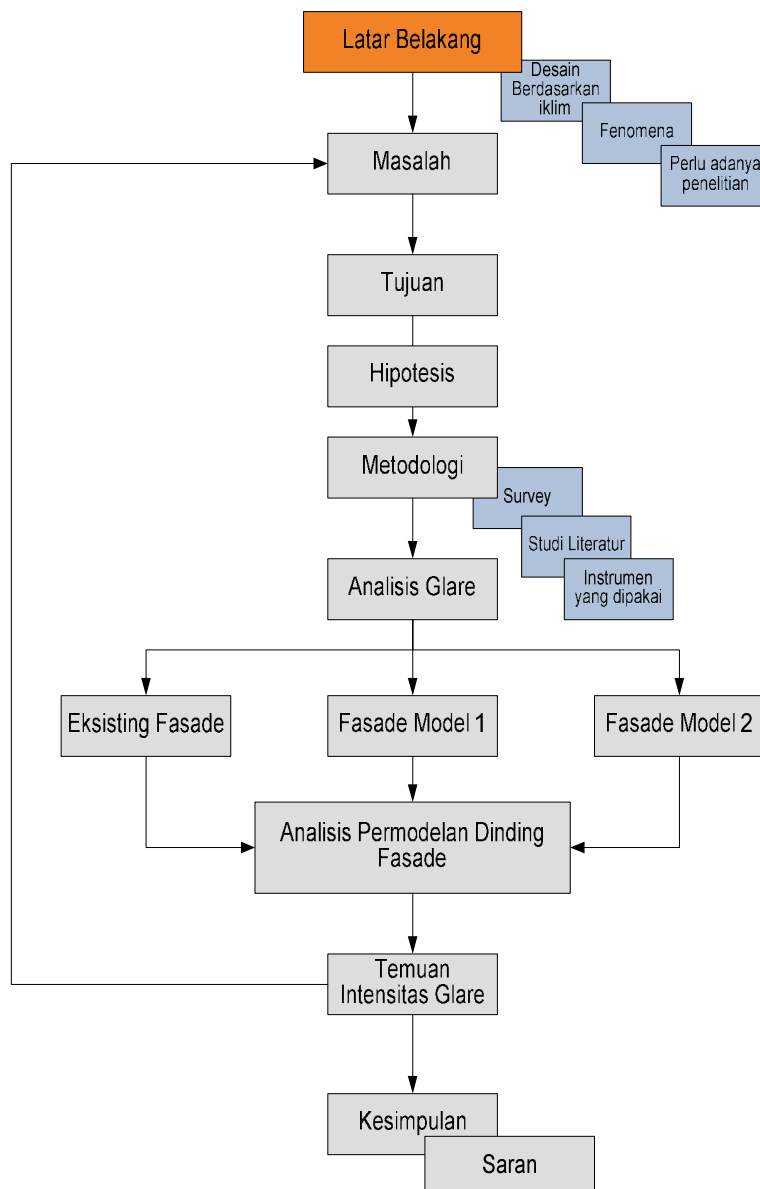 Latar Belakang
Desain
Berdasarkan
iklim
Fenomena
Perlu adanya
penelitian
Masalah
Tujuan
Hipotesis
Metodologi
Survey
Studi Literatur
Instrumen
yang dipakai
Analisis Glare
Eksisting Fasade
Fasade Model 1
Fasade Model 2
Analisis Permodelan Dinding
Fasade
Temuan
Intensitas Glare
Kesimpulan
Saran